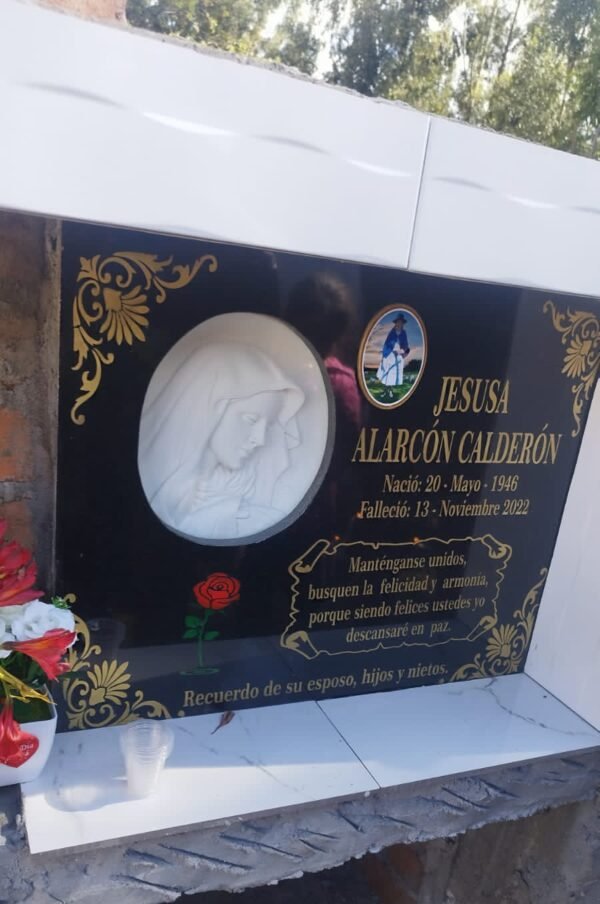 JESUSA
ALARCÓN CALDERÓN
Nació: 20 - Mayo - 1946
Falleció: 13 - Noviembre 2022
Manténganse unidos,
busquen la felicidad y armonía,
porque siendo felices ustedes yo
descansaré en paz.
Recuerdo de su esposo, hijos y nietos.